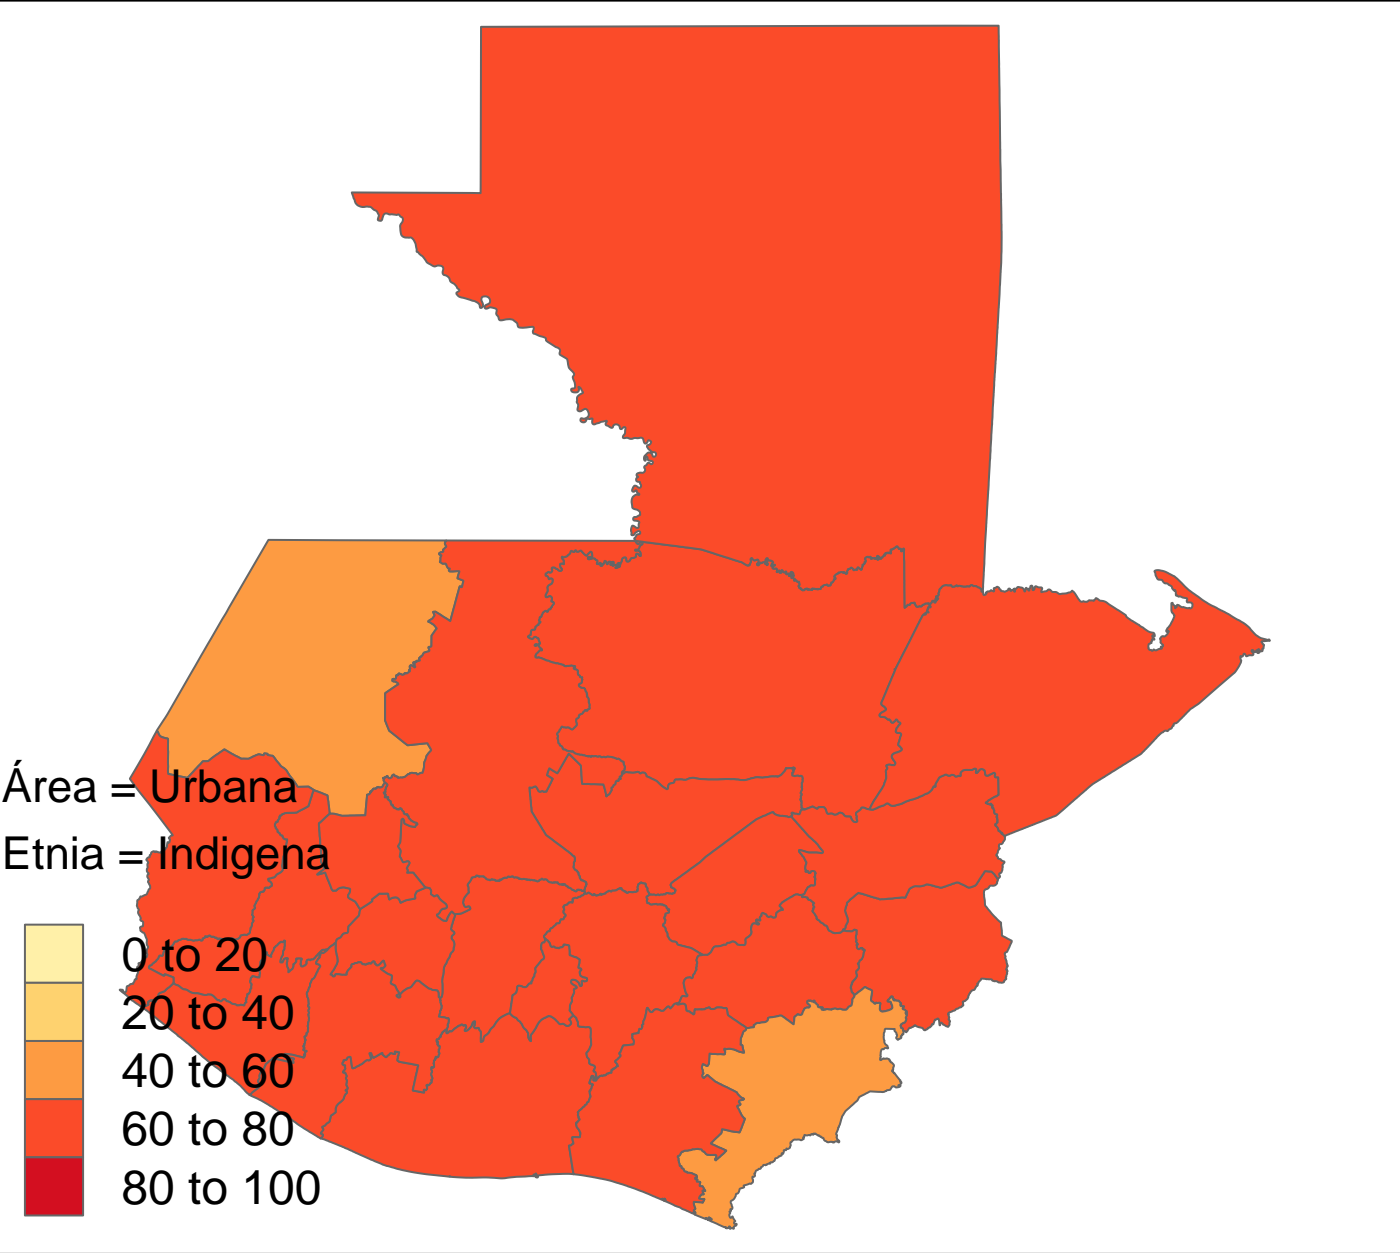 Área = Urbana
Etnia = Indigena
0 to 20
20 to 40
40 to 60
60 to 80
80 to 100